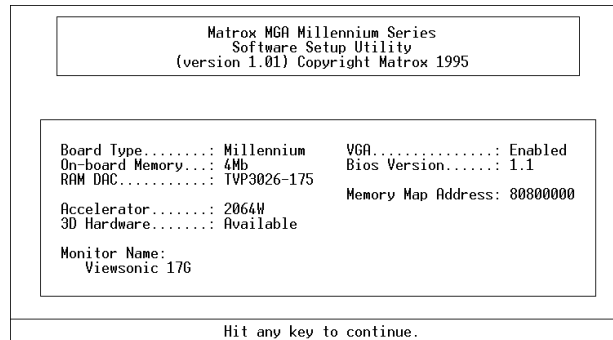 Matrox MGA Millennium Series
Software Setup Utility
(version 1.01) Copyright Matrox 1995
Board Type........: Millennium
On-board Memory...: 4Mb
RAM DAC...........: TVP3026-175
Accelerator.......: 2064W
3D Hardware.......: Available
Monitor Name:
Viewsonic 17G
VGA...............: Enabled
Bios Version......: 1.1
Memory Map Address: 80800000
Hit any key to continue.